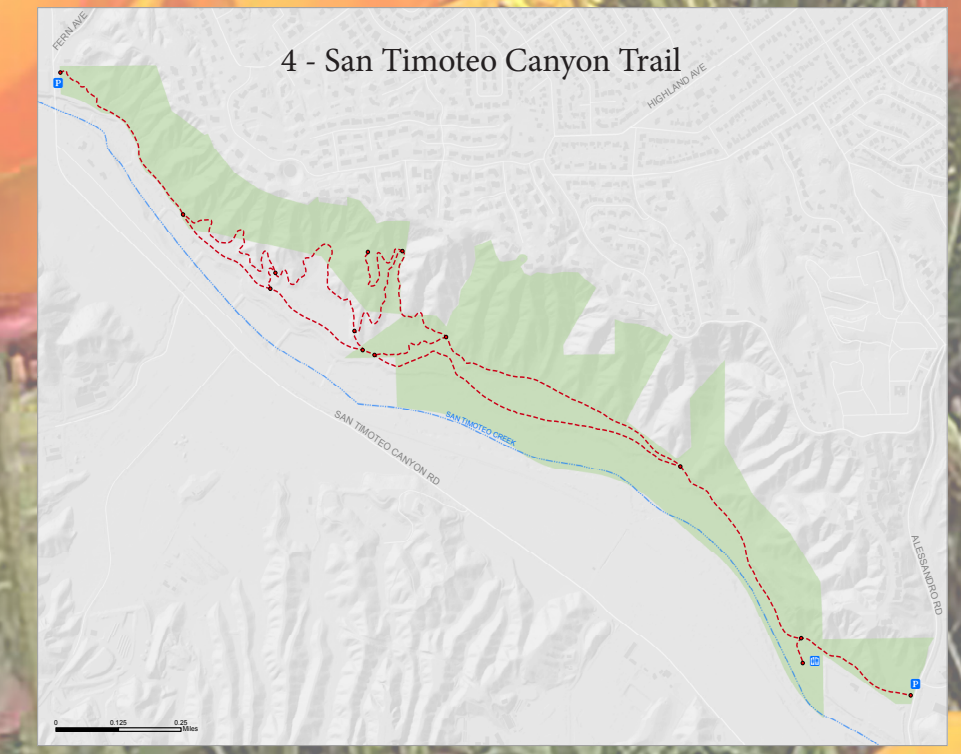 4 - San Timoteo Canyon Trail
FERN AVE
HIGHLAND AVE
P
SAN TIMOTEO CREEK
SAN TIMOTEO CANYON RD
ALESSANDRO RD
P
0 0.125 0.25
Miles